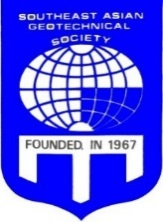 SOUTHEAST ASIAN
GEOTECHNICAL
SOCIETY
FOUNDED. IN 1967